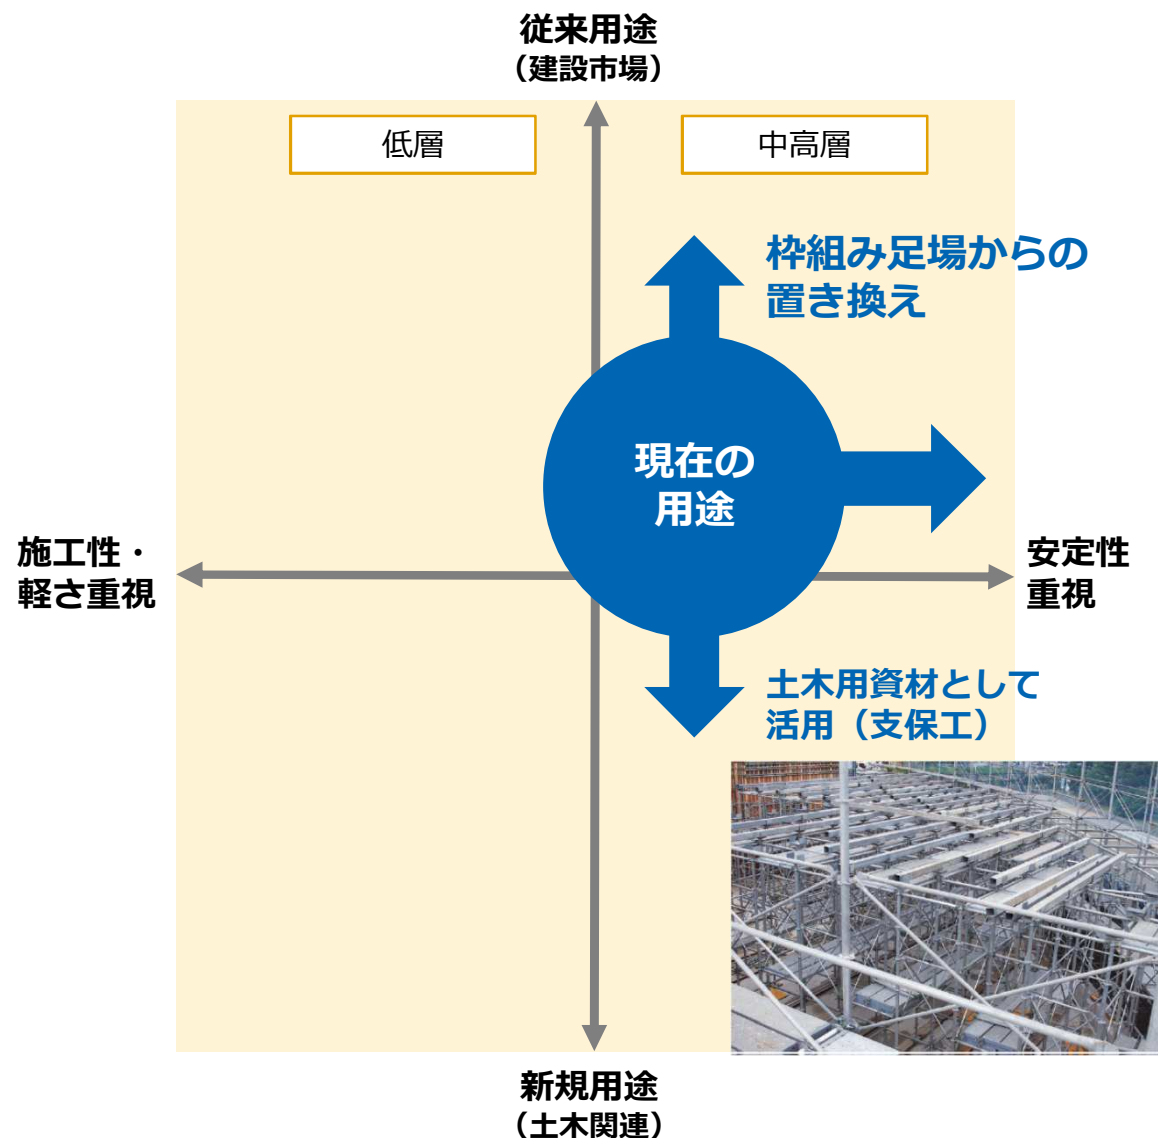 従来用途
（建設市場）
低層
中高層
枠組み足場からの
置き換え
現在の
用途
施工性・
軽さ重視
安定性
重視
土木用資材として
活用（支保工）
新規用途
（土木関連）